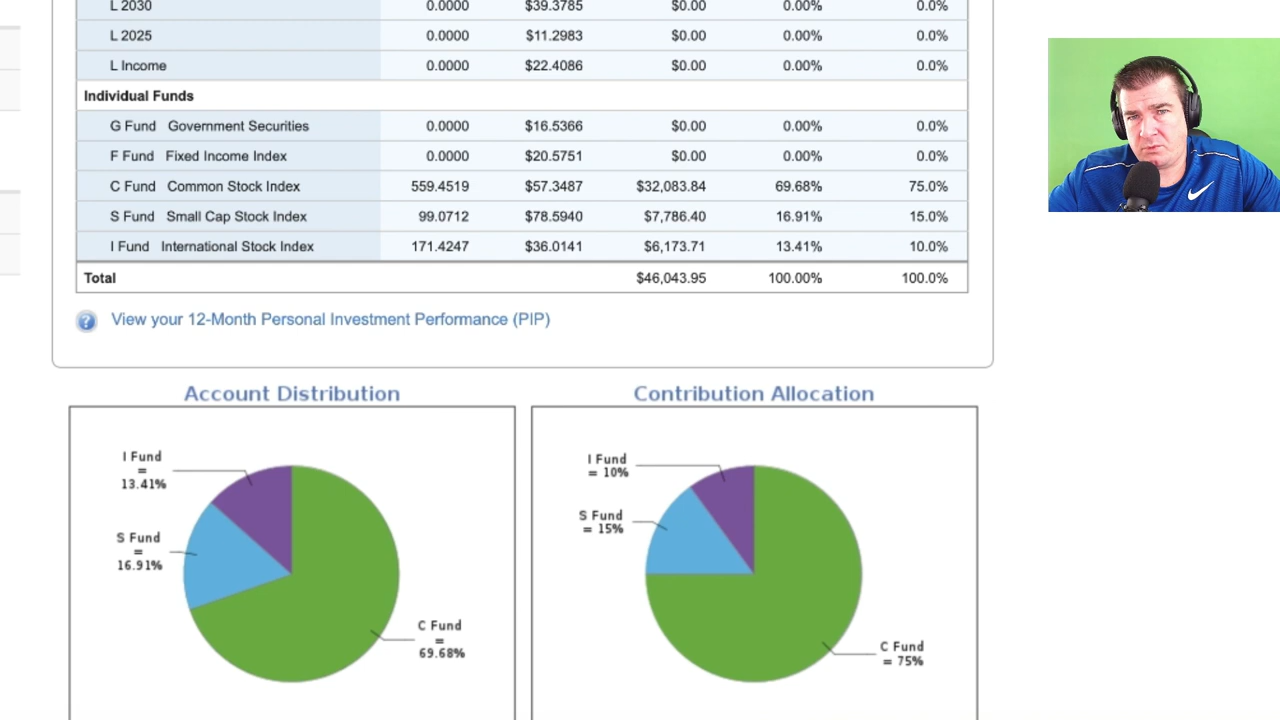 L 2030 0.0000 $39.3785 $0.00 0.00% 0.0%
L 2025 0.0000 $11.2983 $0.00 0.00% 0.0%
L Income 0.0000 $22.4086 $0.00 0.00% 0.0%
Individual Funds
G Fund Government Securities 0.0000 $16.5366 $0.00 0.00% 0.0%
F Fund Fixed Income Index 0.0000 $20.5751 $0.00 0.00% 0.0%
C Fund Common Stock Index 559.4519 $57.3487 $32,083.84 69.68% 75.0%
S Fund Small Cap Stock Index 99.0712 $78.5940 $7,786.40 16.91% 15.0%
I Fund International Stock Index 171.4247 $36.0141 $6,173.71 13.41% 10.0%
Total $46,043.95 100.00% 100.0%
? View your 12-Month Personal Investment Performance (PIP)
Account Distribution
I Fund
=
13.41%
S Fund
=
16.91%
C Fund
=
69.68%
Contribution Allocation
I Fund
= 10%
S Fund
= 15%
C Fund
= 75%